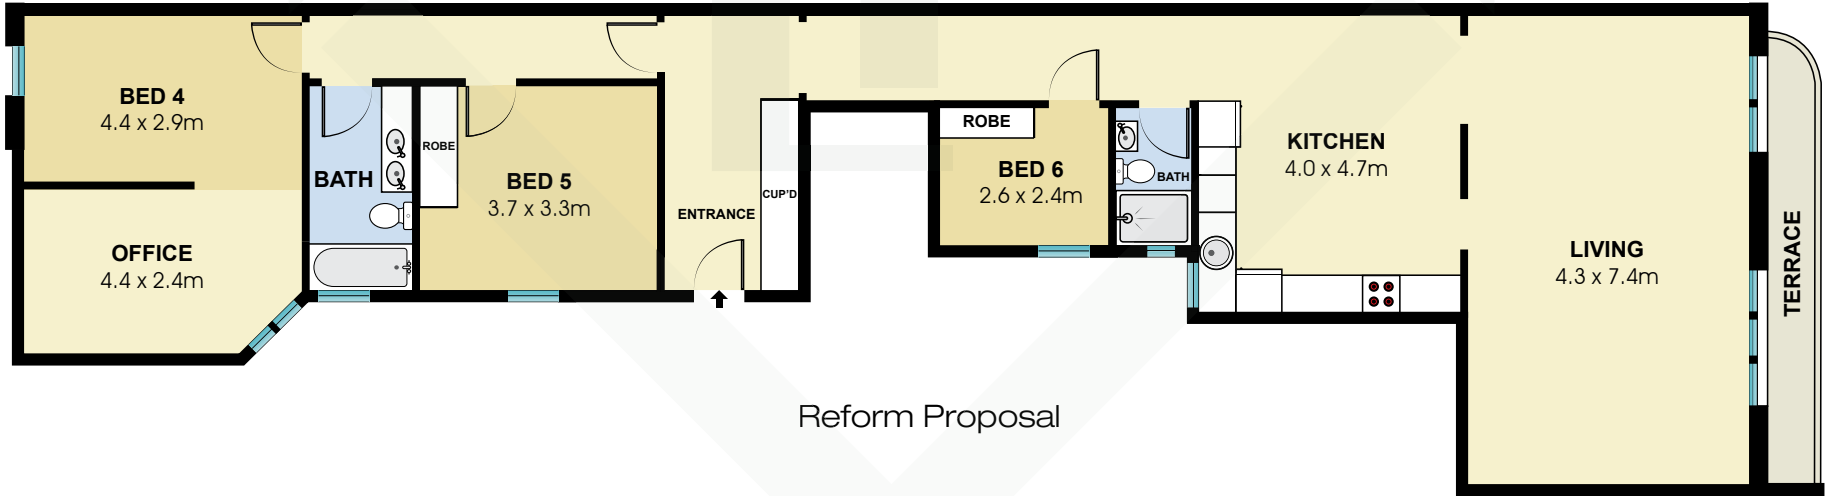 BED 4
4.4 x 2.9m
OFFICE
4.4 x 2.4m
BATH
ROBE
BED 5
3.7 x 3.3m
ENTRANCE
CUP'D
ROBE
BED 6
2.6 x 2.4m
BATH
KITCHEN
4.0 x 4.7m
LIVING
4.3 x 7.4m
TERRACE
Reform Proposal